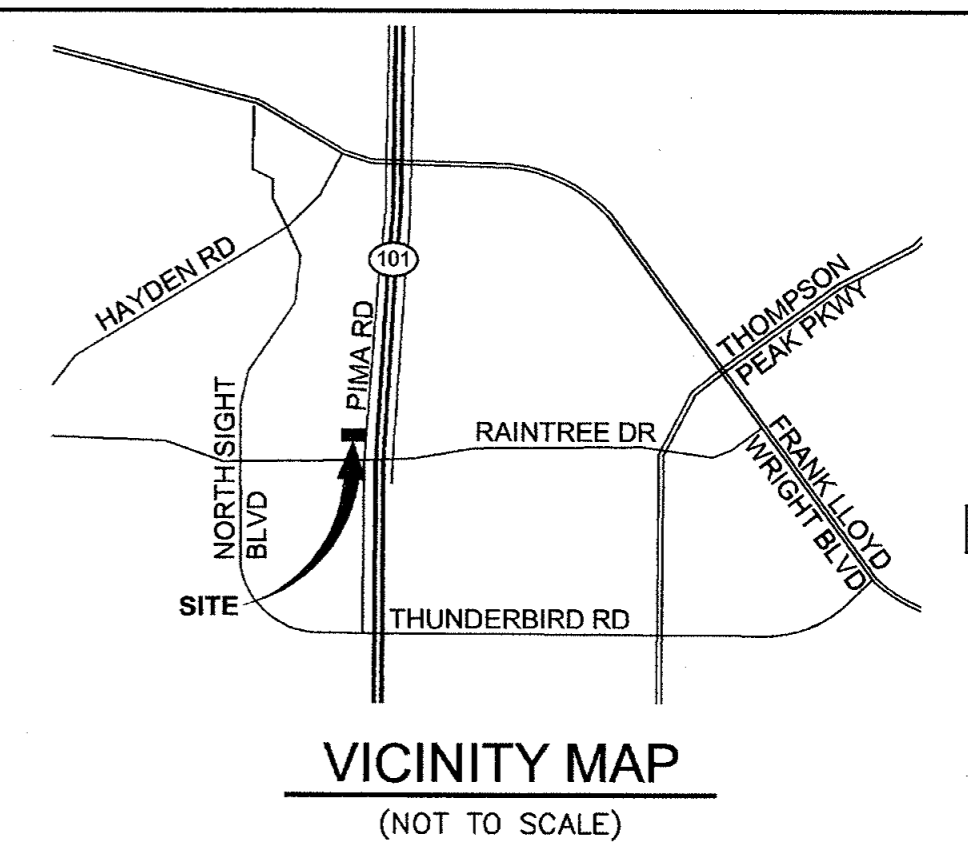 HAYDEN RD
101
PIMA RD
THOMPSON
PEAK PKWY
NORTH SIGHT
BLVD
RAINTREE DR
FRANK LLOYD
WRIGHT BLVD
SITE
THUNDERBIRD RD
VICINITY MAP
(NOT TO SCALE)